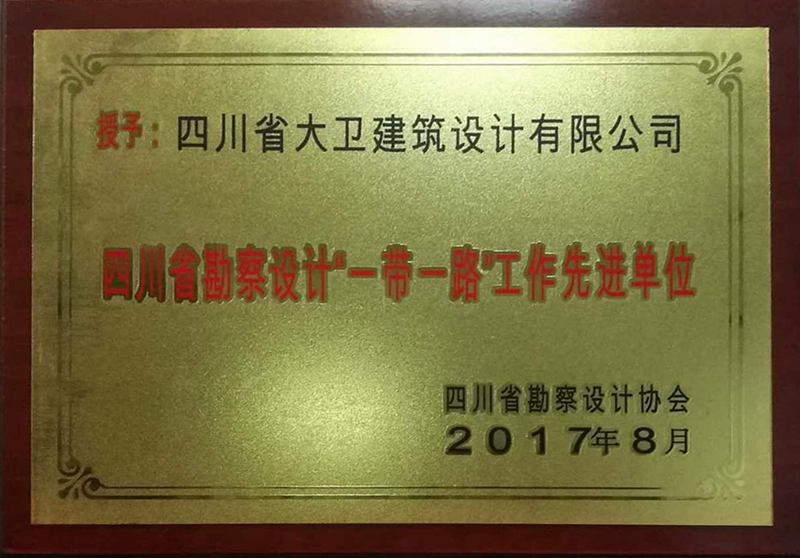 授予：四川省大卫建筑设计有限公司
四川省勘察设计“一带一路”工作先进单位
四川省勘察设计协会
2017年8月